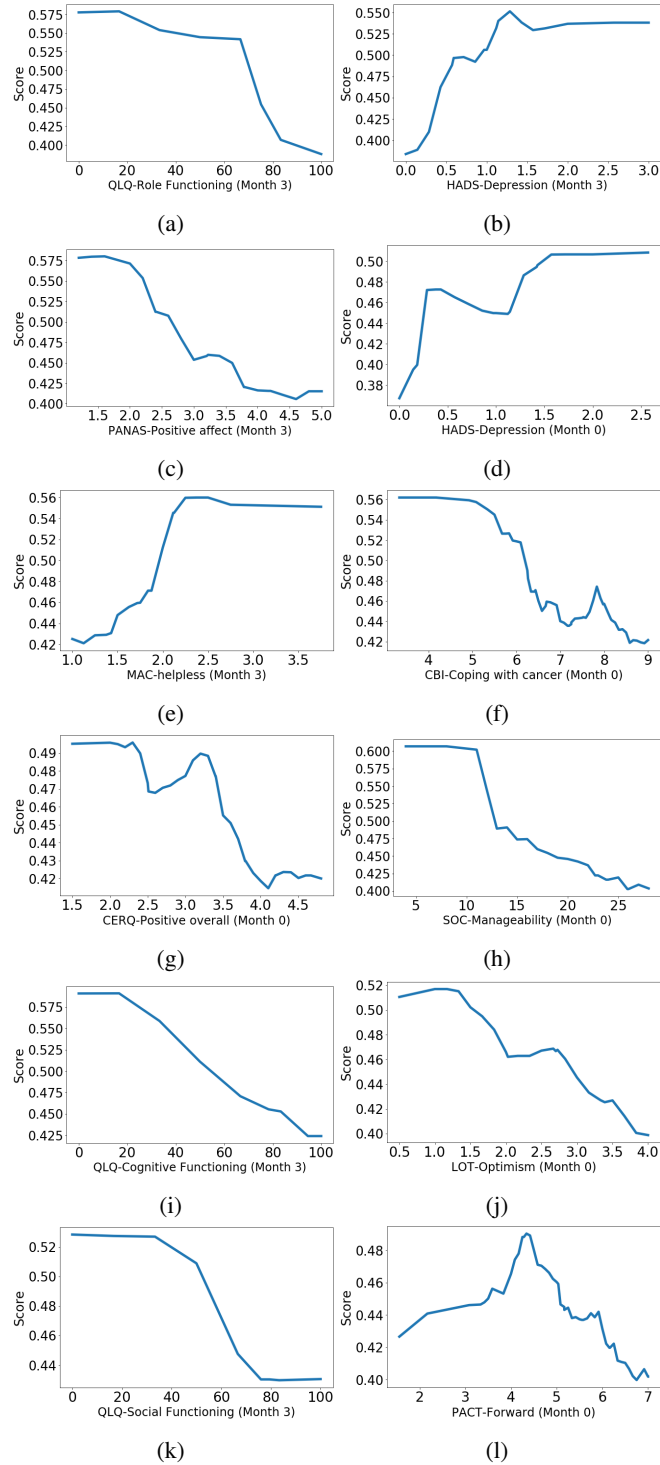 0.575
0.550
0.525
0.500
0.475
0.450
0.425
0.400
Score
0 20 40 60 80 100
QLQ-Role Functioning (Month 3)
(a)
0.550
0.525
0.500
0.475
0.450
0.425
0.400
Score
0.0 0.5 1.0 1.5 2.0 2.5 3.0
HADS-Depression (Month 3)
(b)
0.575
0.550
0.525
0.500
0.475
0.450
0.425
0.400
Score
1.5 2.0 2.5 3.0 3.5 4.0 4.5 5.0
PANAS-Positive affect (Month 3)
(c)
0.50
0.48
0.46
0.44
0.42
0.40
0.38
Score
0.0 0.5 1.0 1.5 2.0 2.5
HADS-Depression (Month 0)
(d)
0.56
0.54
0.52
0.50
0.48
0.46
0.44
0.42
Score
1.0 1.5 2.0 2.5 3.0 3.5
MAC-helpless (Month 3)
(e)
0.56
0.54
0.52
0.50
0.48
0.46
0.44
0.42
Score
4 5 6 7 8 9
CBI-Coping with cancer (Month 0)
(f)
0.49
0.48
0.47
0.46
0.45
0.44
0.43
0.42
Score
1.5 2.0 2.5 3.0 3.5 4.0 4.5
CERQ-Positive overall (Month 0)
(g)
0.600
0.575
0.550
0.525
0.500
0.475
0.450
0.425
0.400
Score
5 10 15 20 25
SOC-Manageability (Month 0)
(h)
0.575
0.550
0.525
0.500
0.475
0.450
0.425
Score
0 20 40 60 80 100
QLQ-Cognitive Functioning (Month 3)
(i)
0.52
0.50
0.48
0.46
0.44
0.42
0.40
Score
0.5 1.0 1.5 2.0 2.5 3.0 3.5 4.0
LOT-Optimism (Month 0)
(j)
0.52
0.50
0.48
0.46
0.44
Score
0 20 40 60 80 100
QLQ-Social Functioning (Month 3)
(k)
0.48
0.46
0.44
0.42
0.40
Score
2 3 4 5 6 7
PACT-Forward (Month 0)
(l)